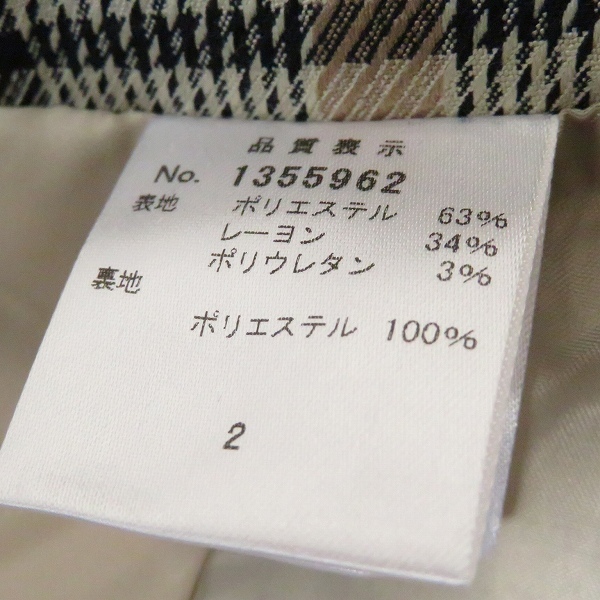 品質表示
No. 1355962
表地 ポリエステル 63%
レーヨン 34%
ポリウレタン 3%
裏地
ポリエステル 100%
2